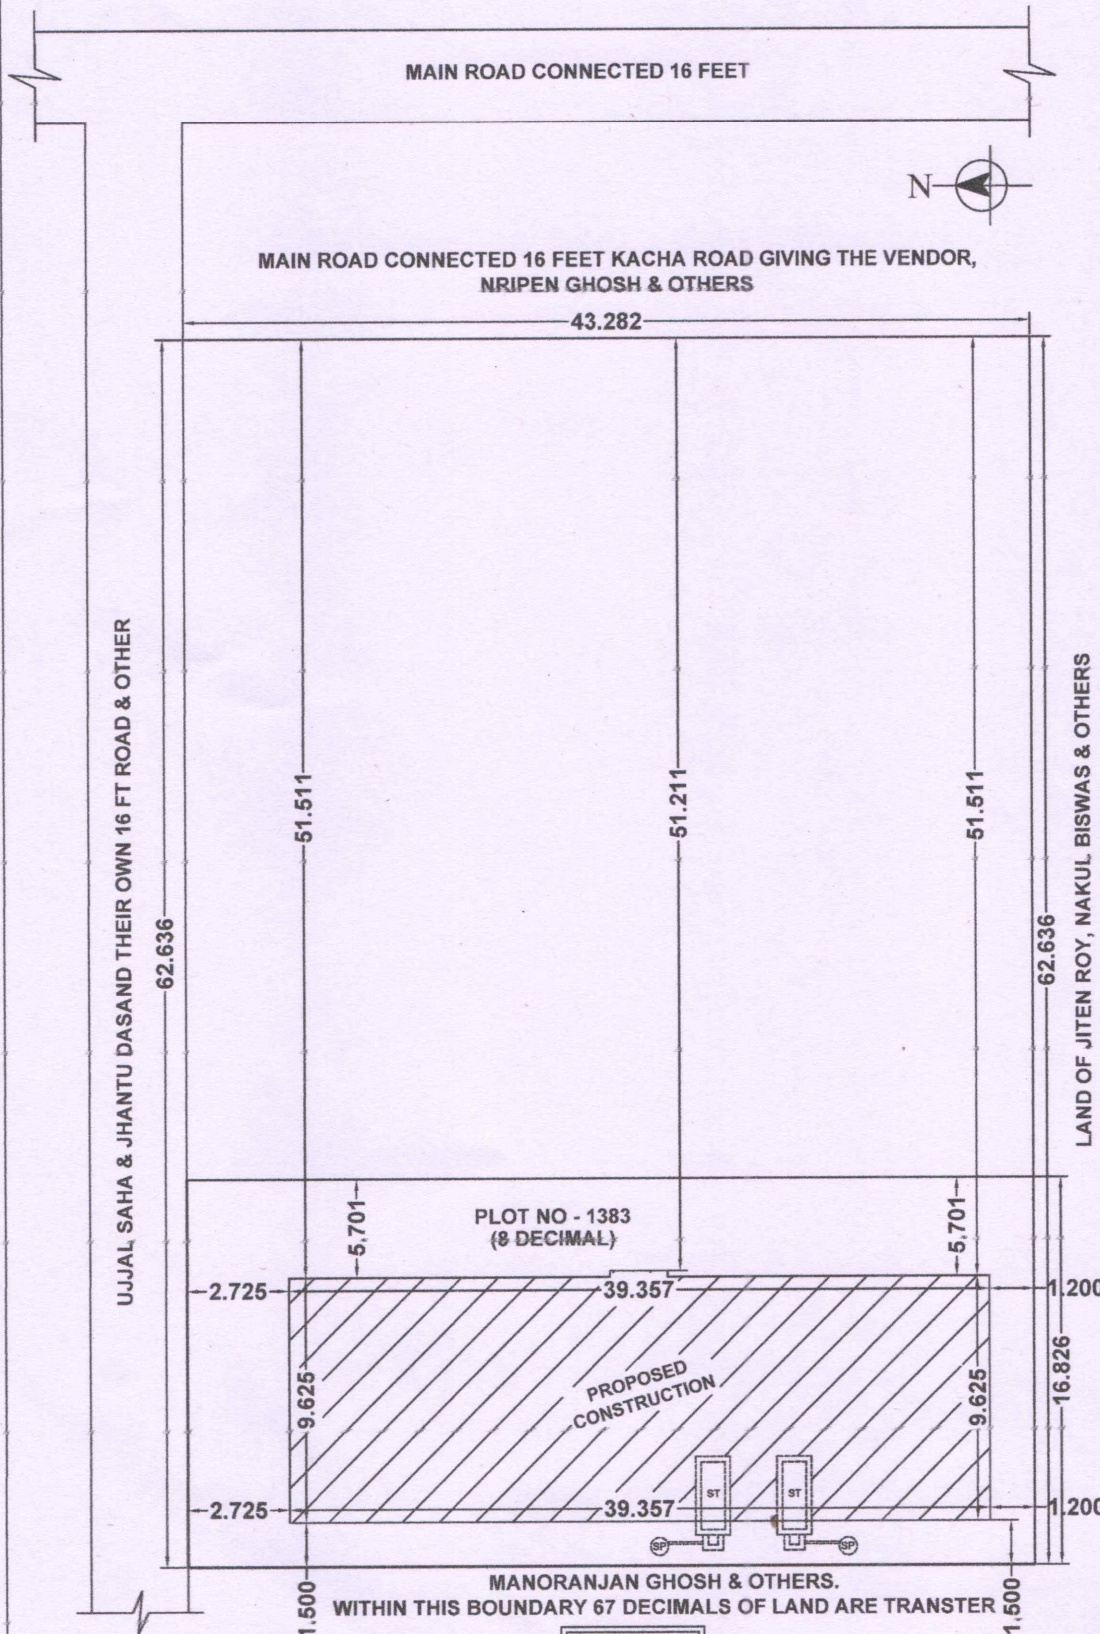 MAIN ROAD CONNECTED 16 FEET
N
MAIN ROAD CONNECTED 16 FEET KACHA ROAD GIVING THE VENDOR,
NRIPEN GHOSH & OTHERS
43.282
UJJAL SAHA & JHANTU DASAND THEIR OWN 16 FT ROAD & OTHER
62.636
51.511
51.211
51.511
62.636
LAND OF JITEN ROY, NAKUL BISWAS & OTHERS
5,701
PLOT NO - 1383
(8 DECIMAL)
5,701
2.725
39.357
1.200
9.625
PROPOSED
CONSTRUCTION
9.625
16.826
ST
ST
2.725
39.357
1.200
SP
SP
1.500
MANORANJAN GHOSH & OTHERS.
WITHIN THIS BOUNDARY 67 DECIMALS OF LAND ARE TRANSTER
1,500